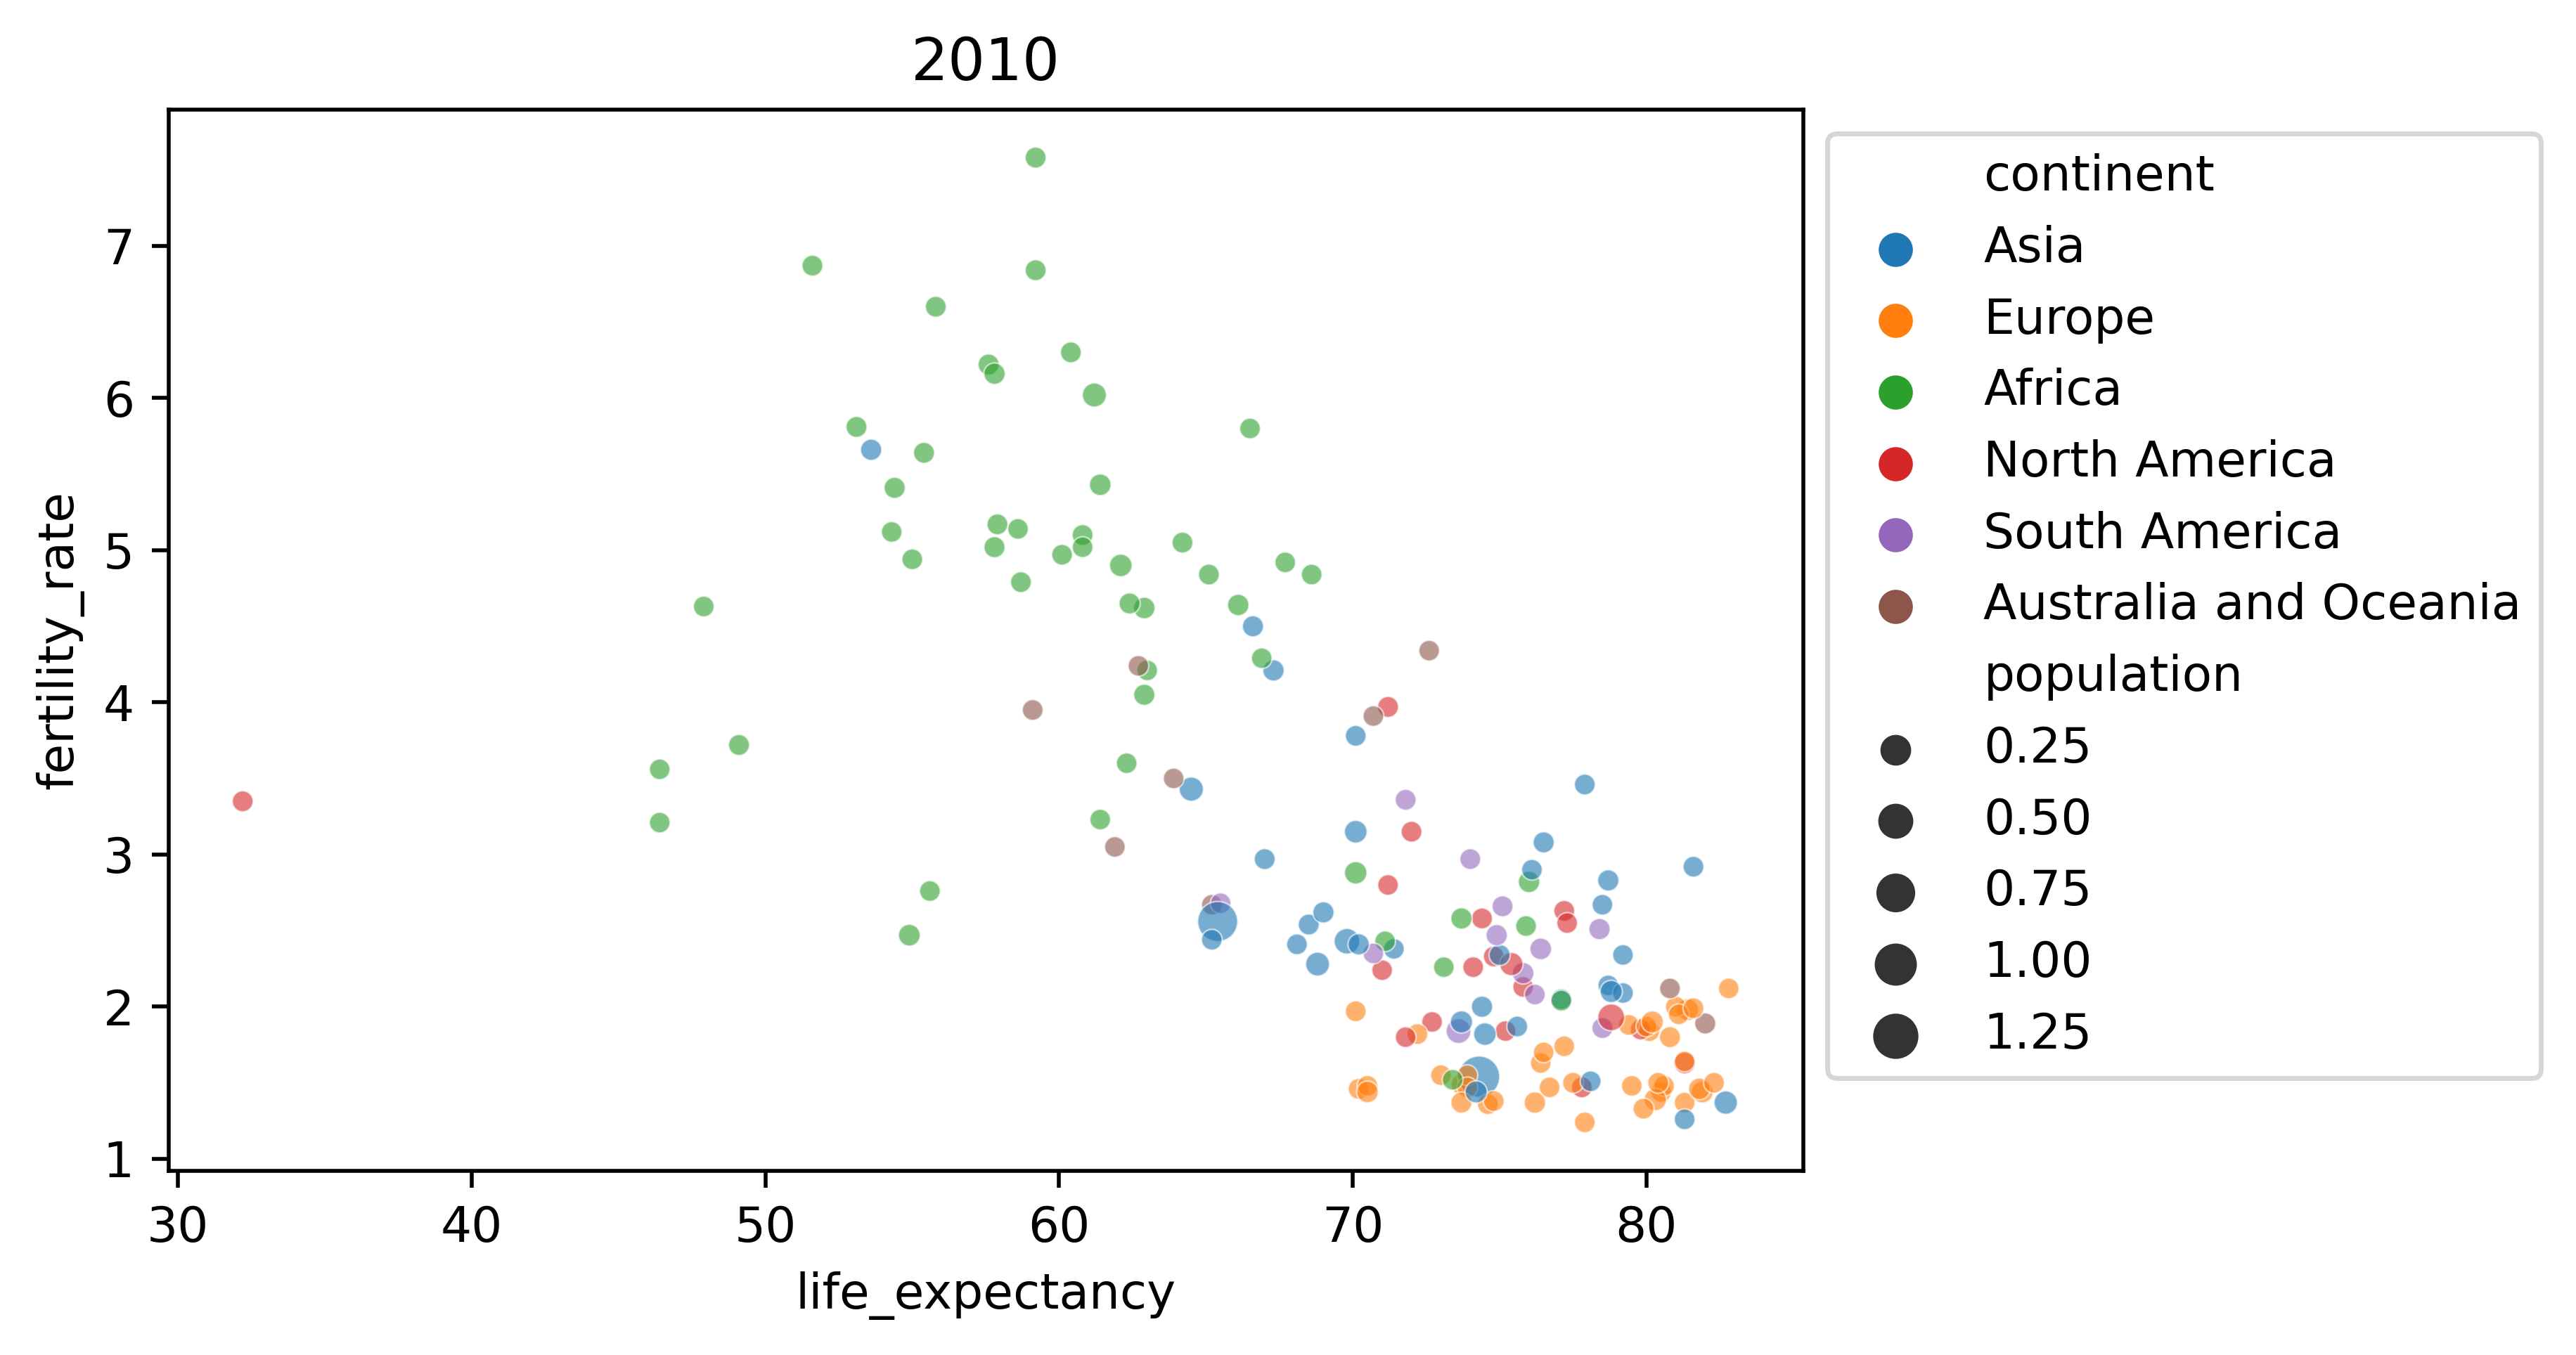 2010
fertility_rate
7
6
5
4
3
2
1
30 40 50 60 70 80
life_expectancy
continent
Asia
Europe
Africa
North America
South America
Australia and Oceania
population
0.25
0.50
0.75
1.00
1.25